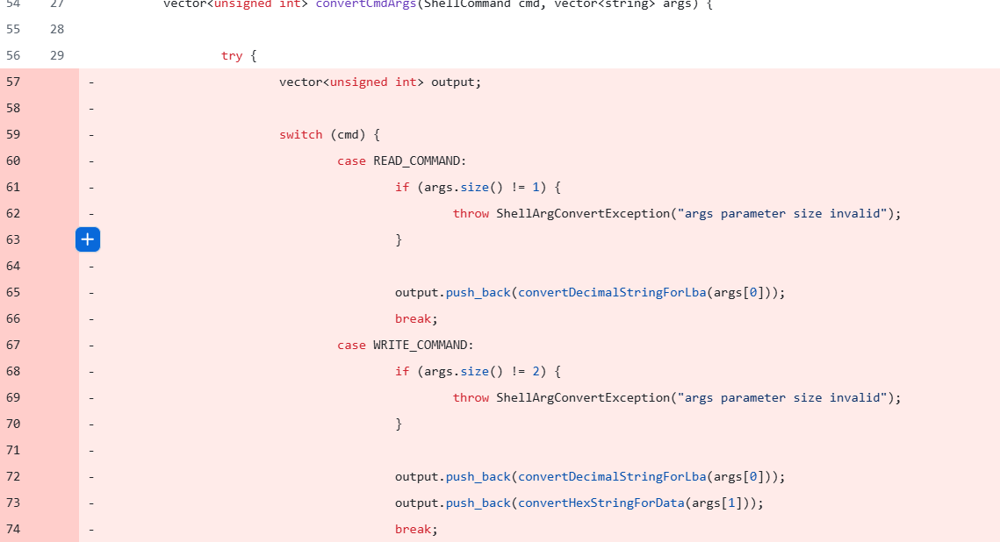 54 27 vector<unsigned int> convertCmdArgs(ShellCommand cmd, vector<string> args) {
55 28
56 29 try {
57 - vector<unsigned int> output;
58 -
59 - switch (cmd) {
60 - case READ_COMMAND:
61 - if (args.size() != 1) {
62 - throw ShellArgConvertException("args parameter size invalid");
63 + }
64 -
65 - output.push_back(convertDecimalStringForLba(args[0]));
66 - break;
67 - case WRITE_COMMAND:
68 - if (args.size() != 2) {
69 - throw ShellArgConvertException("args parameter size invalid");
70 - }
71 -
72 - output.push_back(convertDecimalStringForLba(args[0]));
73 - output.push_back(convertHexStringForData(args[1]));
74 - break;